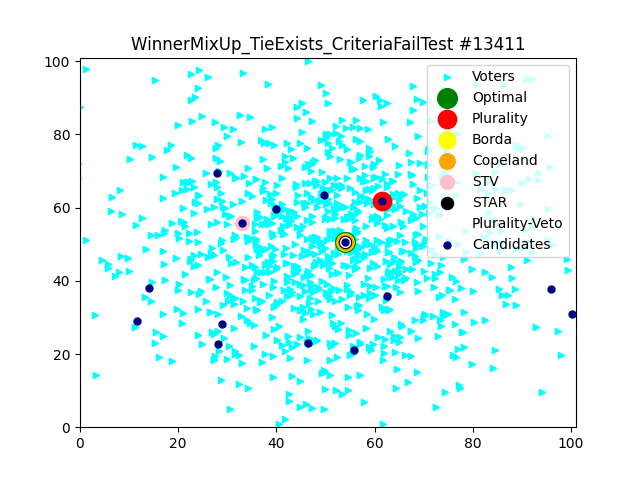 WinnerMixUp_TieExists_CriteriaFailTest #13411
100
80
60
40
20
0
0
20
40
60
80
100
Voters
Optimal
Plurality
Borda
Copeland
STV
STAR
Plurality-Veto
Candidates